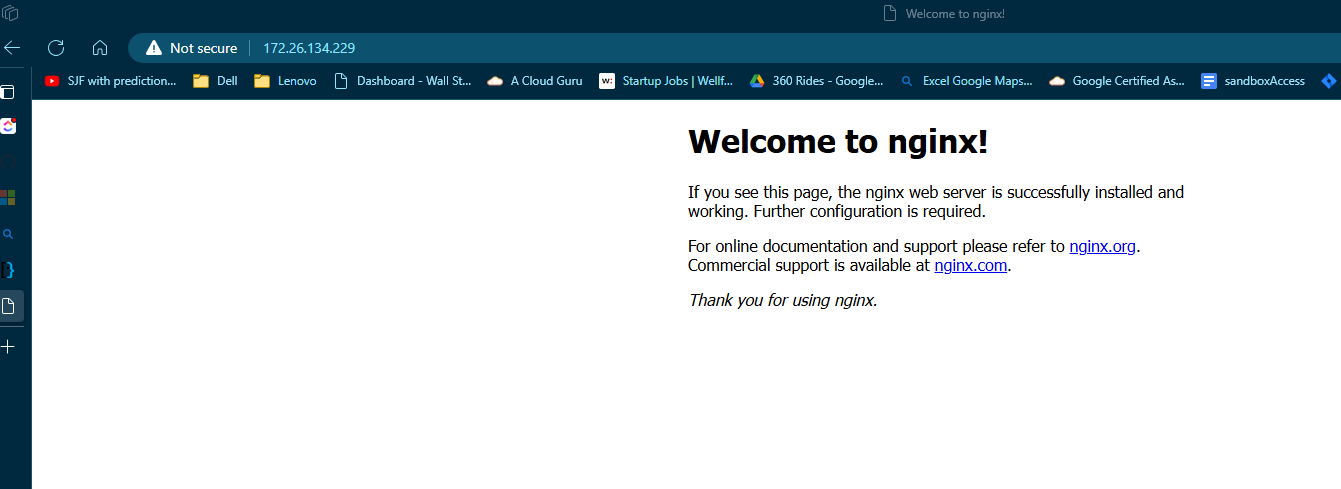 Welcome to nginx!
Not secure 172.26.134.229
SJF with prediction... Dell Lenovo Dashboard - Wall St... A Cloud Guru w: Startup Jobs | Wellf... 360 Rides - Google... Excel Google Maps... Google Certified As... sandboxAccess
Welcome to nginx!
If you see this page, the nginx web server is successfully installed and
working. Further configuration is required.
For online documentation and support please refer to nginx.org.
Commercial support is available at nginx.com.
Thank you for using nginx.